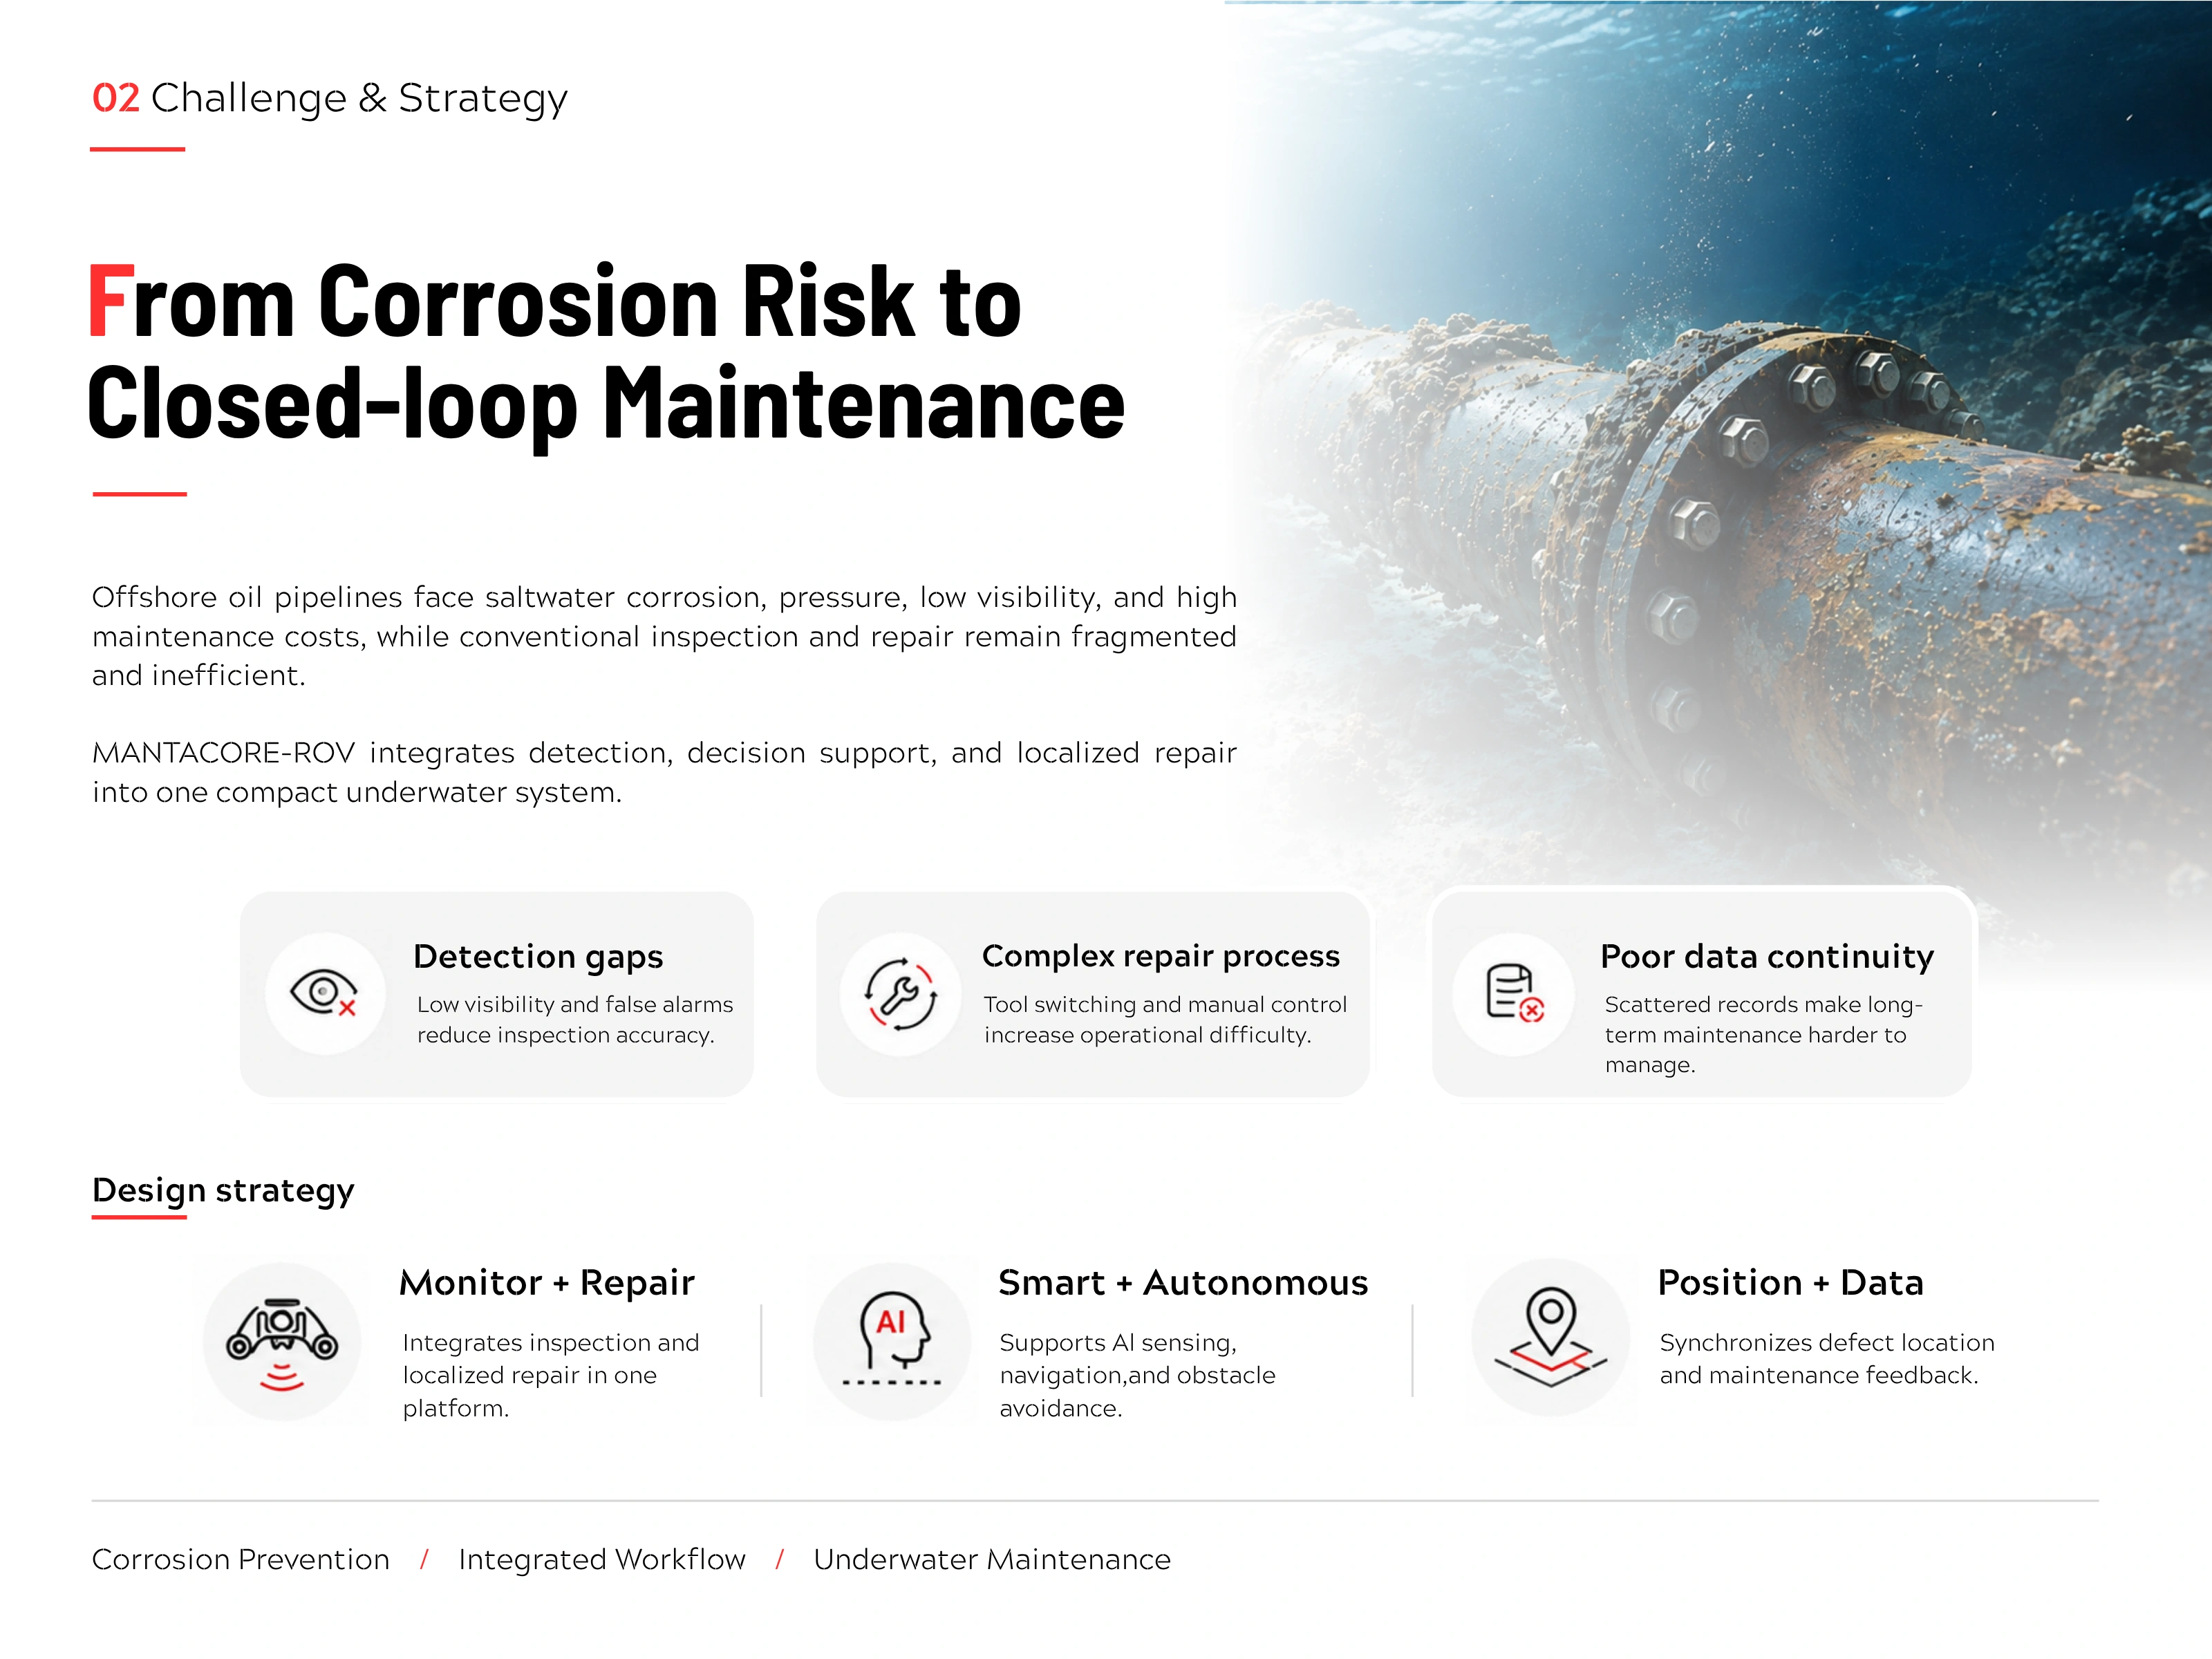 02 Challenge & Strategy
From Corrosion Risk to
Closed-loop Maintenance
Offshore oil pipelines face saltwater corrosion, pressure, low visibility, and high
maintenance costs, while conventional inspection and repair remain fragmented
and inefficient.
MANTACORE-ROV integrates detection, decision support, and localized repair
into one compact underwater system.
Detection gaps
Low visibility and false alarms
reduce inspection accuracy.
Complex repair process
Tool switching and manual control
increase operational difficulty.
Poor data continuity
Scattered records make long-
term maintenance harder to
manage.
Design strategy
Monitor + Repair
Integrates inspection and
localized repair in one
platform.
AI
Smart + Autonomous
Supports AI sensing,
navigation,and obstacle
avoidance.
Position + Data
Synchronizes defect location
and maintenance feedback.
Corrosion Prevention / Integrated Workflow / Underwater Maintenance